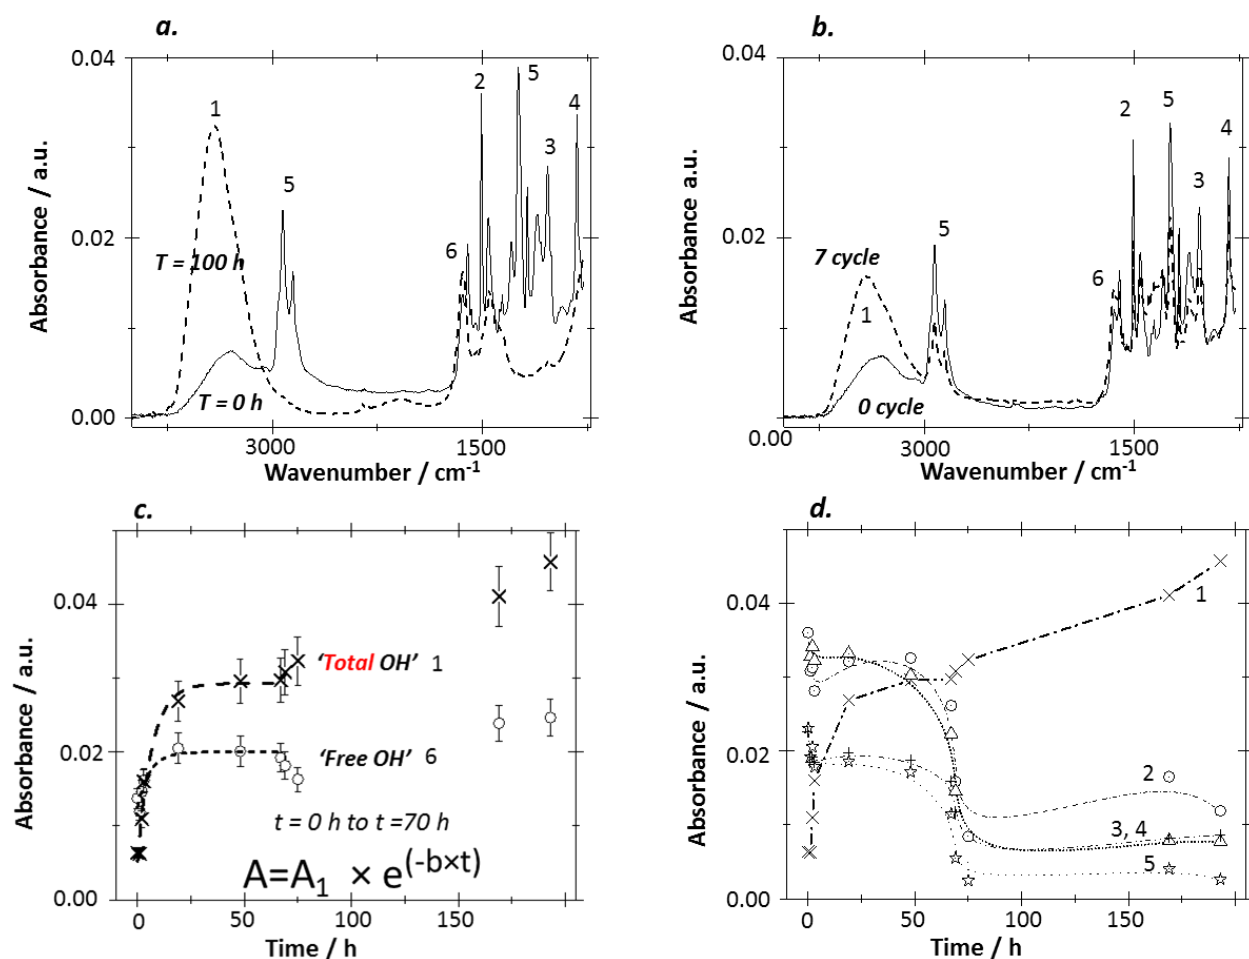 a.
0.04
0.02
0.00
Absorbance / a.u.
1
5
6
2
5
3
4
T = 100 h
T = 0 h
3000
1500
Wavenumber / cm⁻¹
b.
0.04
0.02
0.00
Absorbance a.u.
7 cycle
1
0 cycle
5
6
2
5
3
4
3000
1500
Wavenumber / cm⁻¹
c.
0.04
0.02
0.00
Absorbance / a.u.
‘Total OH’ 1
‘Free OH’ 6
t = 0 h to t =70 h
A=A₁ × e^(-b×t)
0
50
100
150
Time / h
d.
0.04
0.02
0.00
Absorbance / a.u.
1
2
3, 4
5
0
50
100
150
Time / h